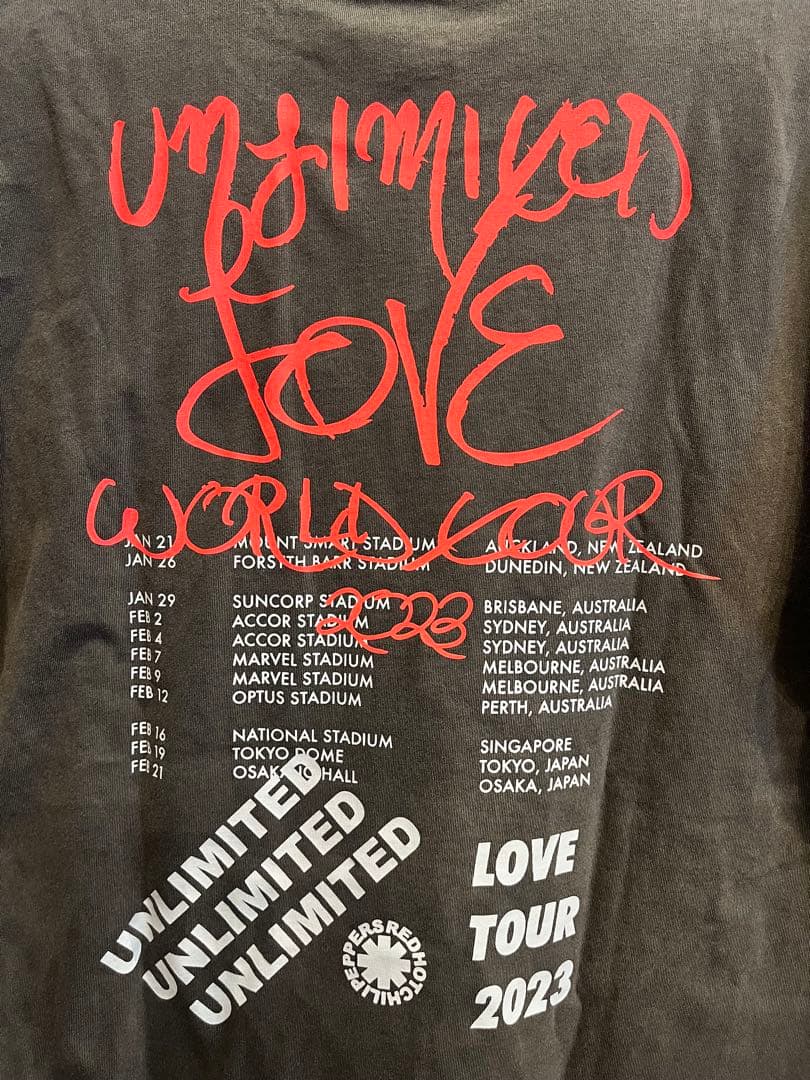 UNLIMITED
LOVE
WORLD TOUR
2023
JAN 21 MOUNT SMART STADIUM AUCKLAND, NEW ZEALAND
JAN 26 FORSYTH BARR STADIUM DUNEDIN, NEW ZEALAND
JAN 29 SUNCORP STADIUM BRISBANE, AUSTRALIA
FEB 2 ACCOR STADIUM SYDNEY, AUSTRALIA
FEB 4 ACCOR STADIUM SYDNEY, AUSTRALIA
FEB 7 MARVEL STADIUM MELBOURNE, AUSTRALIA
FEB 9 MARVEL STADIUM MELBOURNE, AUSTRALIA
FEB 12 OPTUS STADIUM PERTH, AUSTRALIA
FEB 16 NATIONAL STADIUM SINGAPORE
FEB 19 TOKYO DOME TOKYO, JAPAN
FEB 21 OSAKA HALL OSAKA, JAPAN
UNLIMITED
UNLIMITED
UNLIMITED
RED HOT CHILI PEPPERS
LOVE
TOUR
2023